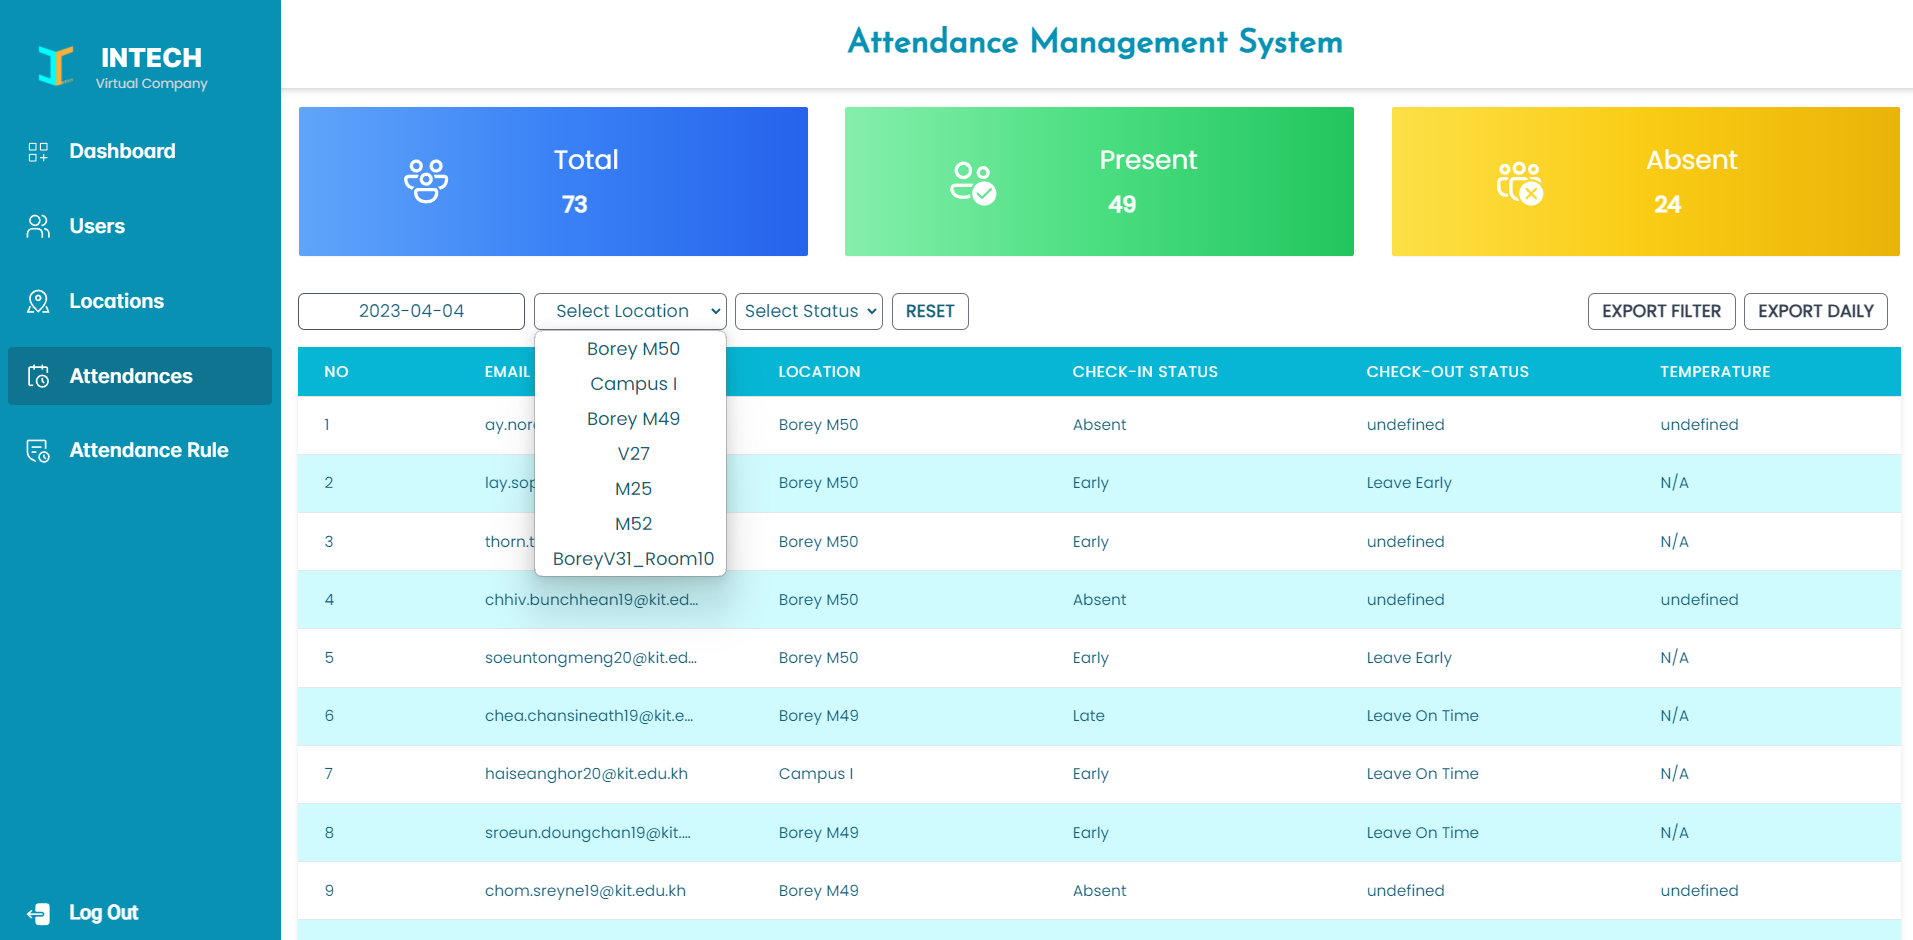 INTECH
Virtual Company
Dashboard
Users
Locations
Attendances
Attendance Rule
Log Out
Attendance Management System
Total
73
Present
49
Absent
24
2023-04-04 Select Location Select Status RESET EXPORT FILTER EXPORT DAILY
Borey M50
Campus I
Borey M49
V27
M25
M52
BoreyV31_Room10
NO EMAIL LOCATION CHECK-IN STATUS CHECK-OUT STATUS TEMPERATURE
1 ay.nor Borey M50 Absent undefined undefined
2 lay.sop Borey M50 Early Leave Early N/A
3 thorn.t Borey M50 Early undefined N/A
4 chhiv.bunchhean19@kit.ed... Borey M50 Absent undefined undefined
5 soeuntongmeng20@kit.ed... Borey M50 Early Leave Early N/A
6 chea.chansineath19@kit.e... Borey M49 Late Leave On Time N/A
7 haiseanghor20@kit.edu.kh Campus I Early Leave On Time N/A
8 sroeun.doungchan19@kit.... Borey M49 Early Leave On Time N/A
9 chom.sreyne19@kit.edu.kh Borey M49 Absent undefined undefined